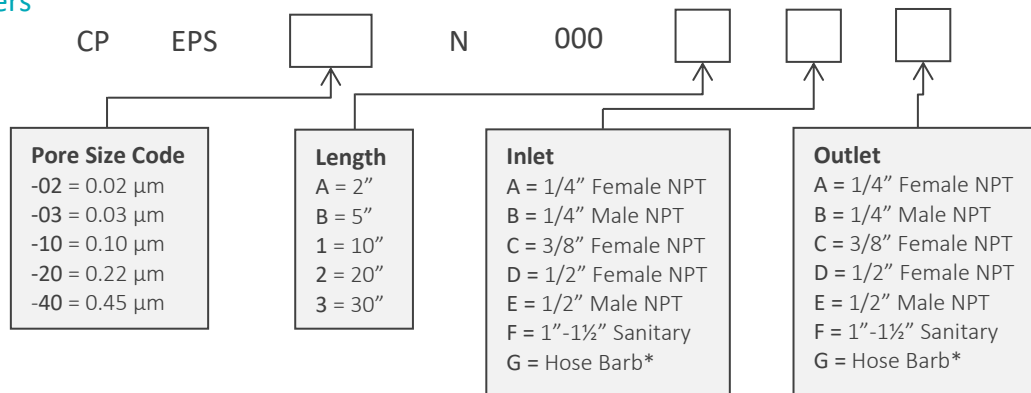 CP EPS N 000
Pore Size Code
-02 = 0.02 µm
-03 = 0.03 µm
-10 = 0.10 µm
-20 = 0.22 µm
-40 = 0.45 µm
Length
A = 2”
B = 5”
1 = 10”
2 = 20”
3 = 30”
Inlet
A = 1/4” Female NPT
B = 1/4” Male NPT
C = 3/8” Female NPT
D = 1/2” Female NPT
E = 1/2” Male NPT
F = 1”-1½” Sanitary
G = Hose Barb*
Outlet
A = 1/4” Female NPT
B = 1/4” Male NPT
C = 3/8” Female NPT
D = 1/2” Female NPT
E = 1/2” Male NPT
F = 1”-1½” Sanitary
G = Hose Barb*